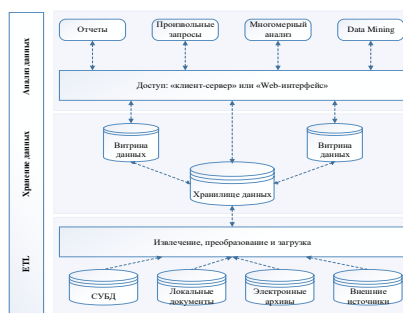 Отчеты
Произвольные
запросы
Многомерный
анализ
Data Mining
Анализ данных
Доступ: «клиент-сервер» или «Web-интерфейс»
Хранение данных
Витрина
данных
Витрина
данных
Хранилище данных
ETL
Извлечение, преобразование и загрузка
СУБД
Локальные
документы
Электронные
архивы
Внешние
источники